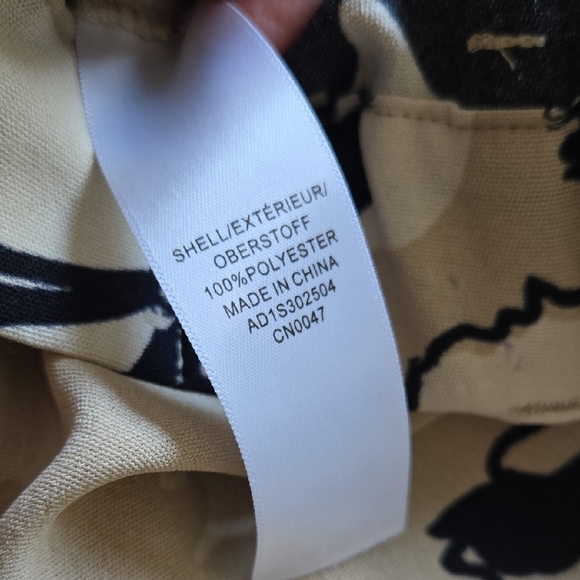 SHELL/EXTÉRIEUR/
OBERSTOFF
100%POLYESTER
MADE IN CHINA
AD1S302504
CN0047